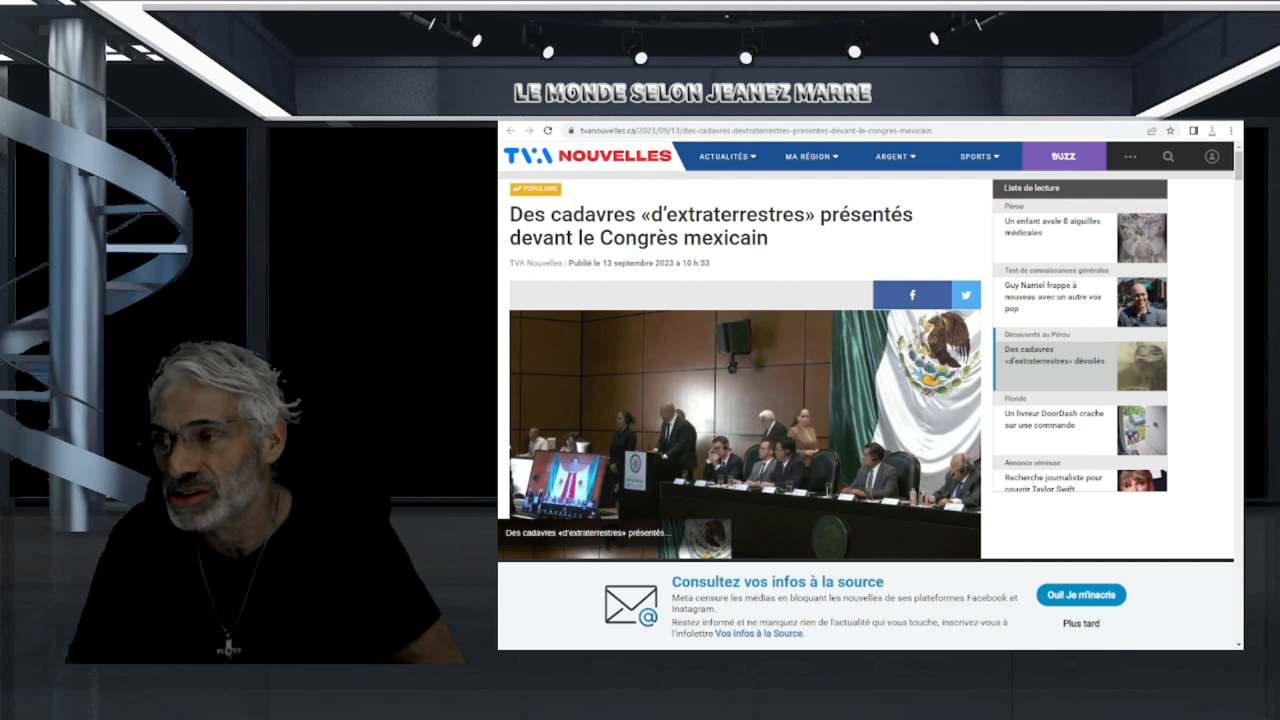 LE MONDE SELON JEANEZ MARRE
tvanouvelles.ca/2023/09/13/des-cadavres-dextraterrestres-presentes-devant-le-congres-mexicain
TVA NOUVELLES
ACTUALITÉS
MA RÉGION
ARGENT
SPORTS
BUZZ
POPULAIRE
Des cadavres «d'extraterrestres» présentés
devant le Congrès mexicain
TVA Nouvelles | Publié le 13 septembre 2023 à 10 h 53
Des cadavres «d'extraterrestres» présentés...
Liste de lecture
Pérou
Un enfant avale 8 aiguilles
médicales
Test de connaissances générales
Guy Nantel frappe à
nouveau avec un autre vox
pop
Découverts au Pérou
Des cadavres
«d'extraterrestres» dévoilés
Floride
Un livreur DoorDash crache
sur une commande
Annonce sérieuse
Recherche journaliste pour
couvrir Taylor Swift
Consultez vos infos à la source
Meta censure les médias en bloquant les nouvelles de ses plateformes Facebook et
Instagram.
Restez informé et ne manquez rien de l'actualité qui vous touche, inscrivez-vous à
l'infolettre Vos infos à la Source.
Oui! Je m'inscris
Plus tard